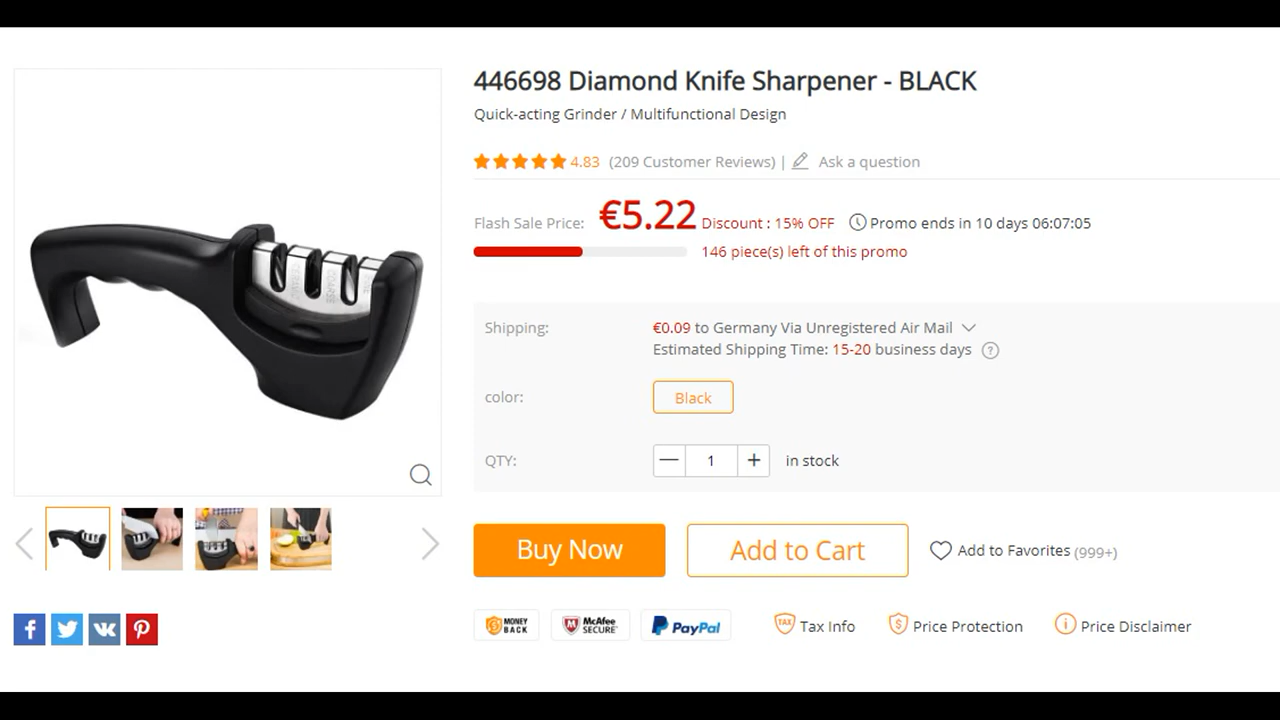 446698 Diamond Knife Sharpener - BLACK
Quick-acting Grinder / Multifunctional Design
4.83 (209 Customer Reviews) | Ask a question
Flash Sale Price: €5.22 Discount : 15% OFF Promo ends in 10 days 06:07:05
146 piece(s) left of this promo
COARSE
Shipping: €0.09 to Germany Via Unregistered Air Mail
Estimated Shipping Time: 15-20 business days ?
color: Black
QTY: — 1 + in stock
Buy Now Add to Cart Add to Favorites (999+)
MONEY BACK McAfee SECURE PayPal TAX Tax Info $ Price Protection i Price Disclaimer